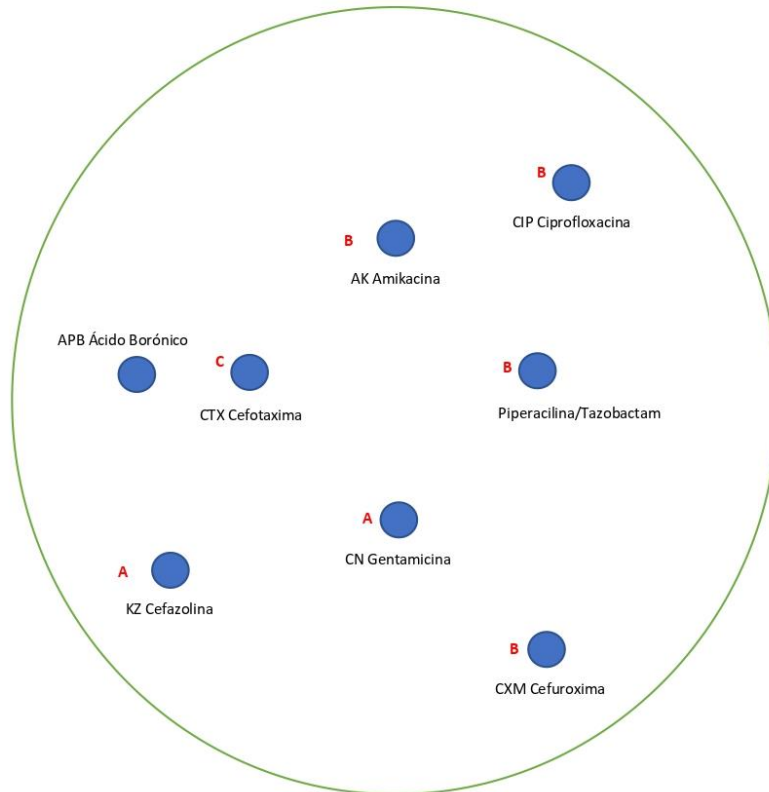 B
CIP Ciprofloxacina
B
AK Amikacina
APB Ácido Borónico
C
CTX Cefotaxima
B
Piperacilina/Tazobactam
A
CN Gentamicina
A
KZ Cefazolina
B
CXM Cefuroxima